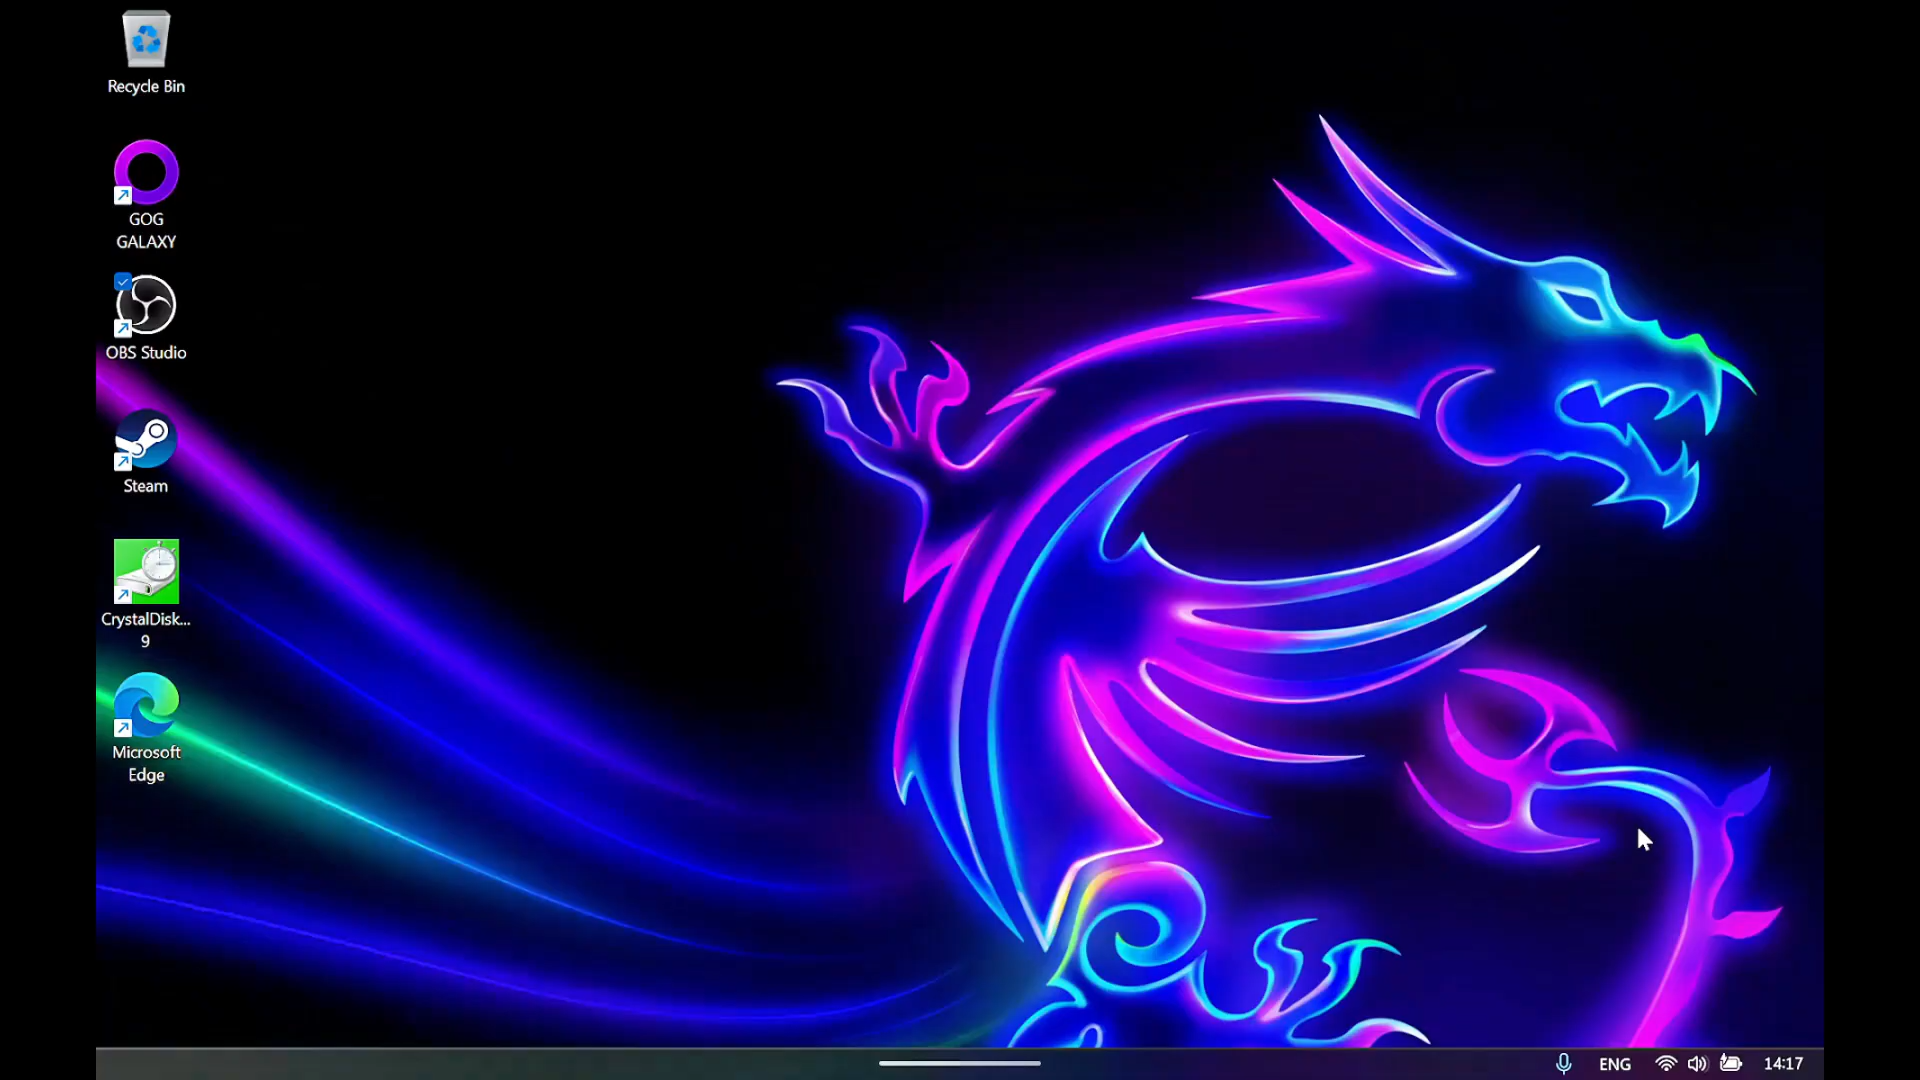 Recycle Bin
GOG
GALAXY
OBS Studio
Steam
CrystalDisk...
9
Microsoft
Edge
ENG
14:17